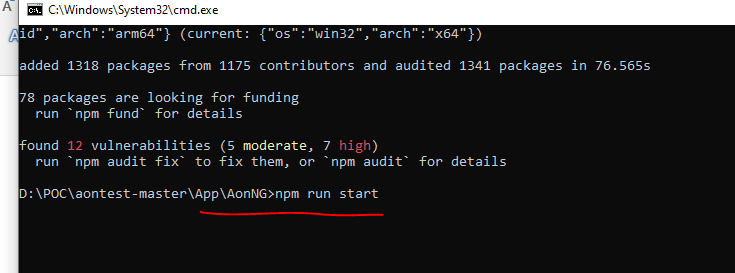 A
C:\Windows\System32\cmd.exe
id","arch":"arm64"} (current: {"os":"win32","arch":"x64"})
added 1318 packages from 1175 contributors and audited 1341 packages in 76.565s
78 packages are looking for funding
run `npm fund` for details
found 12 vulnerabilities (5 moderate, 7 high)
run `npm audit fix` to fix them, or `npm audit` for details
D:\POC\aontest-master\App\AonNG>npm run start